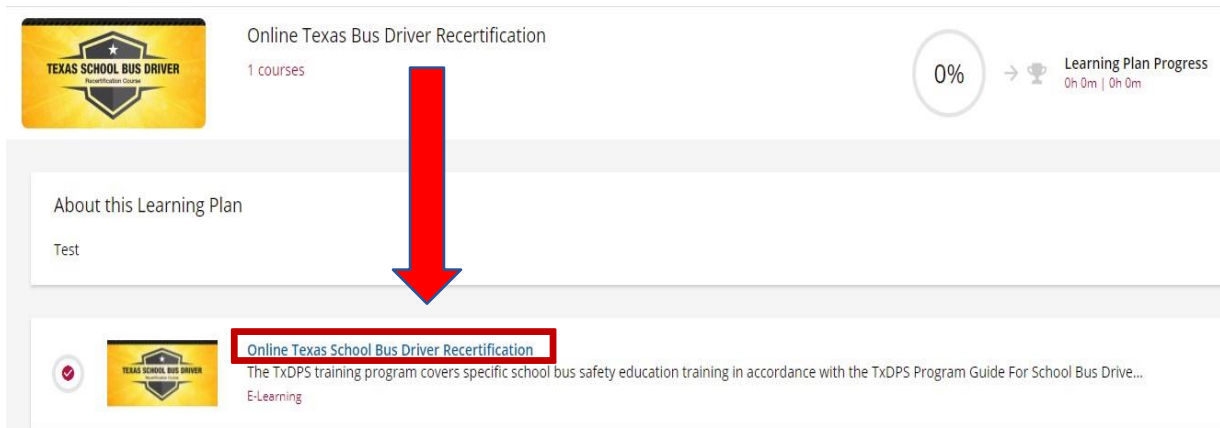 TEXAS SCHOOL BUS DRIVER
Recertification Course
Online Texas Bus Driver Recertification
1 courses
0%
Learning Plan Progress
0h 0m | 0h 0m
About this Learning Plan
Test
TEXAS SCHOOL BUS DRIVER
Online Texas School Bus Driver Recertification
The TxDPS training program covers specific school bus safety education training in accordance with the TxDPS Program Guide For School Bus Drive...
E-Learning